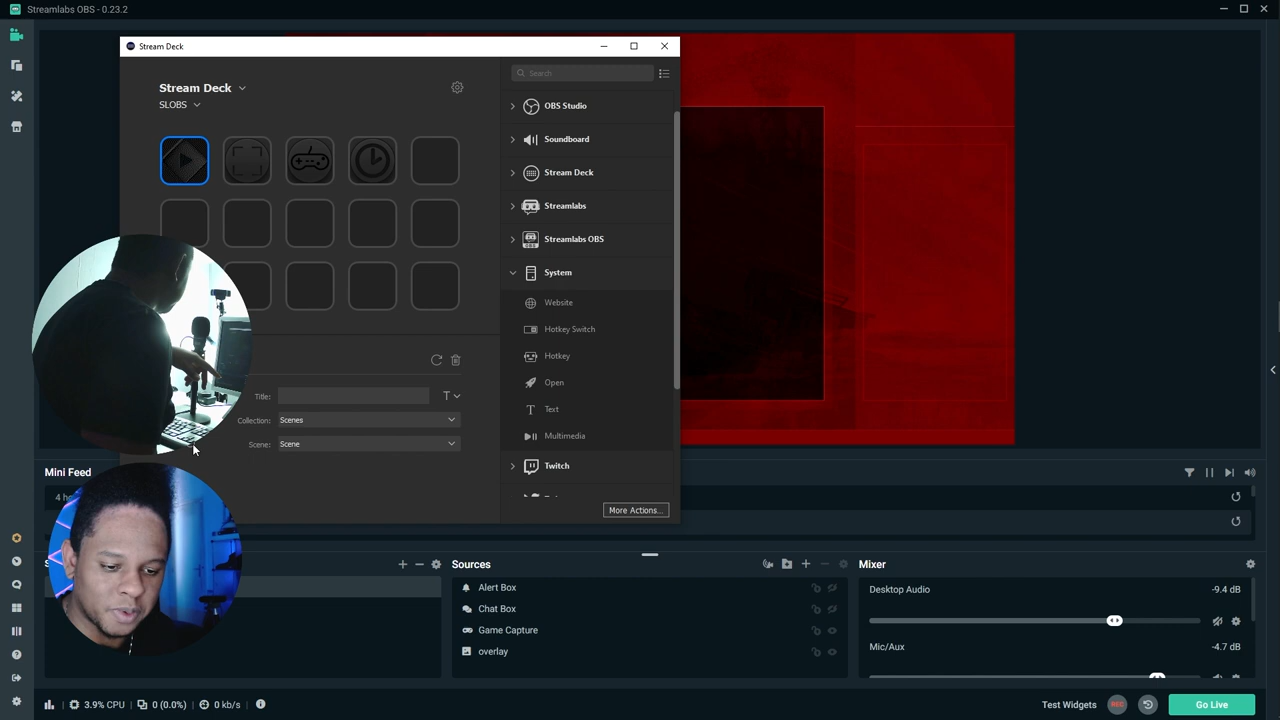 Streamlabs OBS - 0.23.2
Stream Deck
Stream Deck
SLOBS
Search
OBS Studio
Soundboard
Stream Deck
Streamlabs
Streamlabs OBS
System
Website
Hotkey Switch
Hotkey
Open
Text
Multimedia
Twitch
More Actions...
Title:
Collection:
Scenes
Scene:
Scene
Mini Feed
4 ho
Sources
Alert Box
Chat Box
Game Capture
overlay
Mixer
Desktop Audio
-9.4 dB
Mic/Aux
-4.7 dB
3.9% CPU
0 (0.0%)
0 kb/s
Test Widgets
REC
Go Live